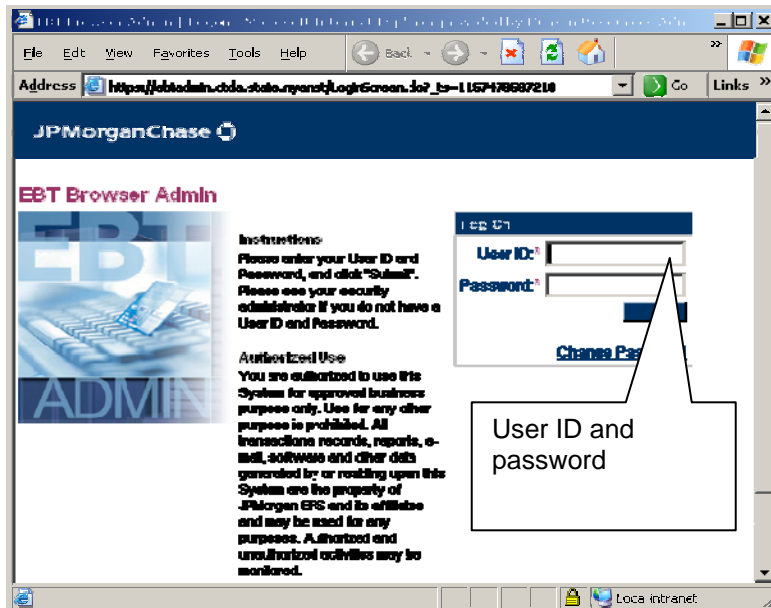 File Edit View Favorites Tools Help Back »
Address Go Links »
JPMorganChase
EBT Browser Admin
EBT
ADMIN
Instructions
Please enter your User ID and
Password, and click "Submit".
Please see your security
administrator if you do not have a
User ID and Password.
Authorized Use
You are authorized to use this
System for approved business
purpose only. Use for any other
purpose is prohibited. All
transactions records, reports, e-
mail, software and other data
generated by or residing upon this
System are the property of
JPMorgan EFS and its affiliates
and may be used for any
purposes. Authorized and
unauthorized activities may be
monitored.
Log On
User ID:*
Password:*
Change
User ID and
password
Local intranet